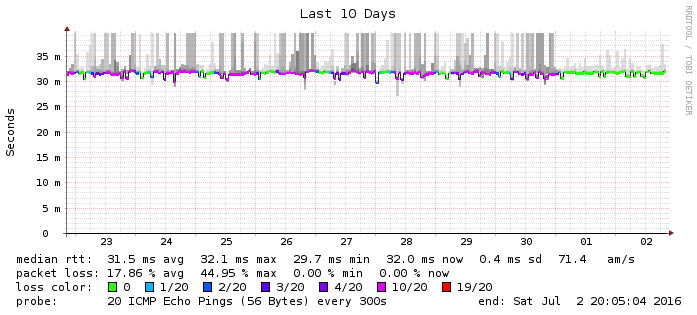 Last 10 Days
RRDTOOL / TOBI OETIKER
Seconds
35 m
30 m
25 m
20 m
15 m
10 m
5 m
0
23 24 25 26 27 28 29 30 01 02
median rtt: 31.5 ms avg 32.1 ms max 29.7 ms min 32.0 ms now 0.4 ms sd 71.4 am/s
packet loss: 17.86 % avg 44.95 % max 0.00 % min 0.00 % now
loss color: 0 1/20 2/20 3/20 4/20 10/20 19/20
probe: 20 ICMP Echo Pings (56 Bytes) every 300s end: Sat Jul 2 20:05:04 2016